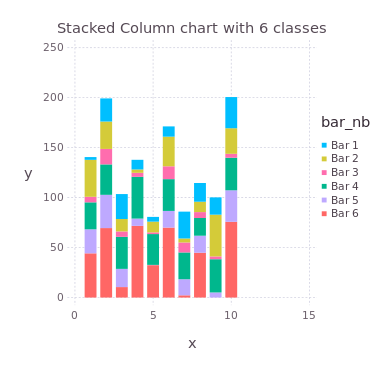 Stacked Column chart with 6 classes
250
200
150
100
50
0
y
0 5 10 15
x
bar_nb
Bar 1
Bar 2
Bar 3
Bar 4
Bar 5
Bar 6